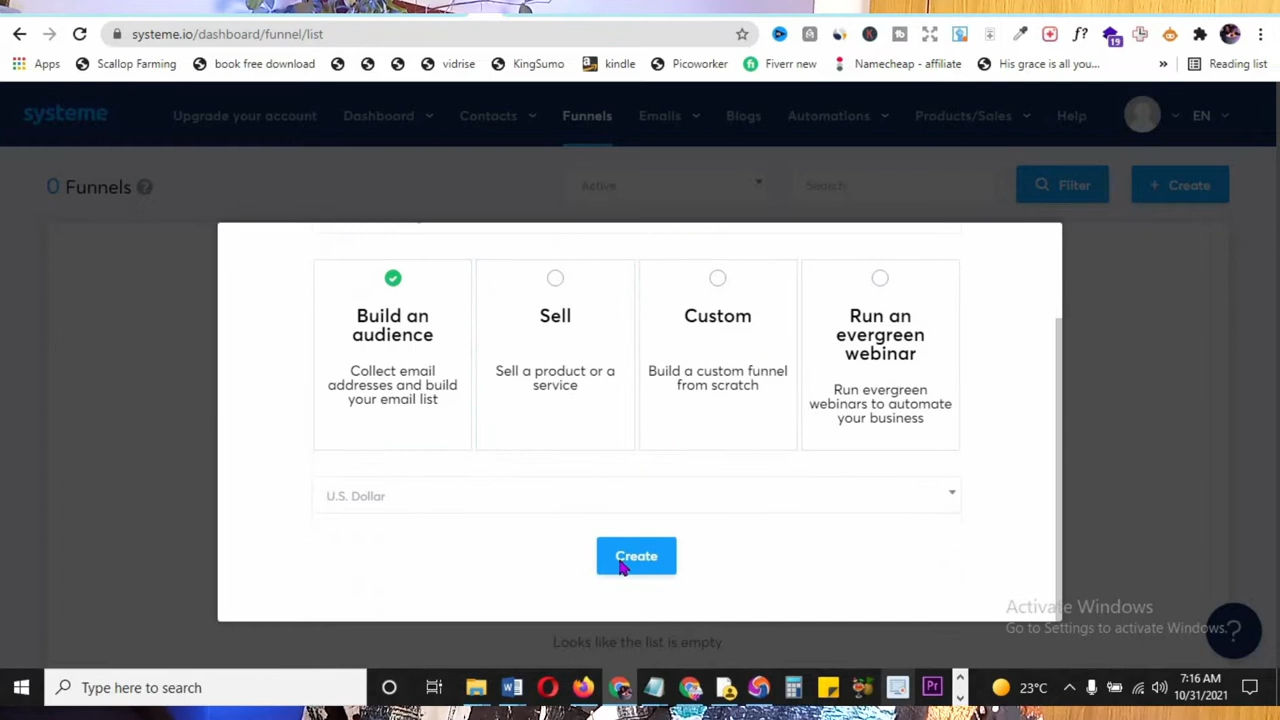 systeme.io/dashboard/funnel/list
19
Apps Scallop Farming book free download vidrise KingSumo kindle Picoworker Fiverr new Namecheap - affiliate His grace is all you... » Reading list
systeme Upgrade your account Dashboard Contacts Funnels Emails Blogs Automations Products/Sales Help EN
0 Funnels ? Active Search Filter + Create
Build an
audience
Collect email
addresses and build
your email list
Sell
Sell a product or a
service
Custom
Build a custom funnel
from scratch
Run an
evergreen
webinar
Run evergreen
webinars to automate
your business
U.S. Dollar
Create
Looks like the list is empty
Activate Windows
Go to Settings to activate Windows.
?
Type here to search
23°C
7:16 AM
10/31/2021